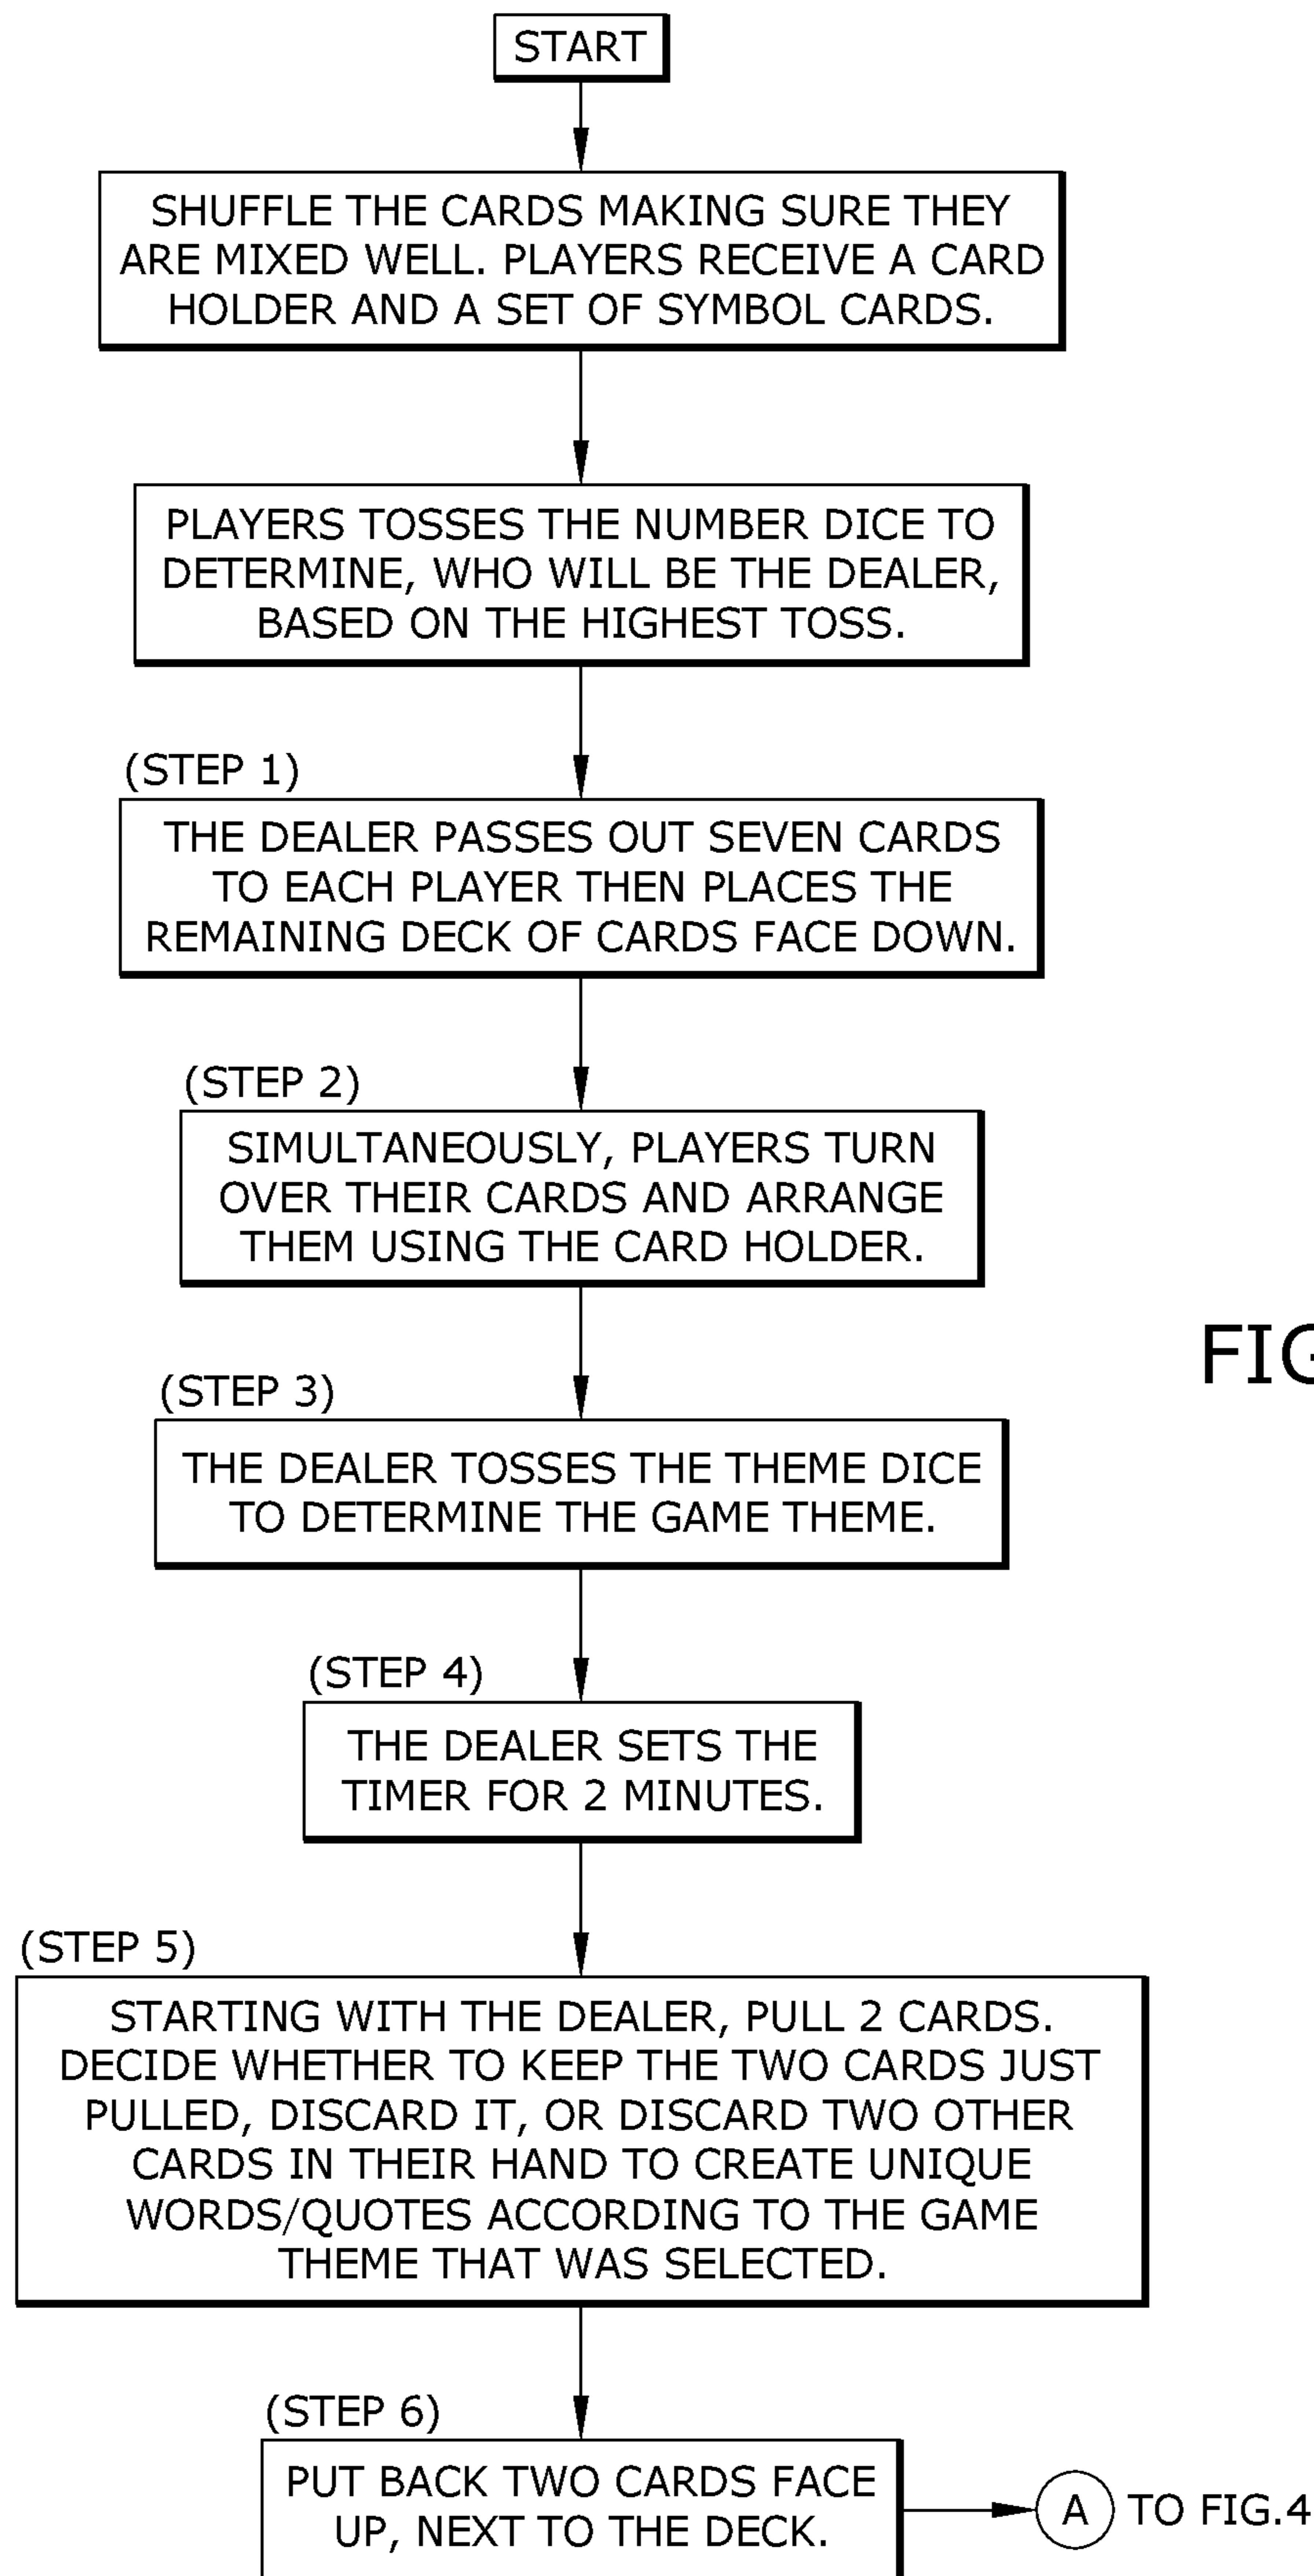 START
SHUFFLE THE CARDS MAKING SURE THEY
ARE MIXED WELL. PLAYERS RECEIVE A CARD
HOLDER AND A SET OF SYMBOL CARDS.
PLAYERS TOSSES THE NUMBER DICE TO
DETERMINE, WHO WILL BE THE DEALER,
BASED ON THE HIGHEST TOSS.
(STEP 1)
THE DEALER PASSES OUT SEVEN CARDS
TO EACH PLAYER THEN PLACES THE
REMAINING DECK OF CARDS FACE DOWN.
(STEP 2)
SIMULTANEOUSLY, PLAYERS TURN
OVER THEIR CARDS AND ARRANGE
THEM USING THE CARD HOLDER.
(STEP 3)
THE DEALER TOSSES THE THEME DICE
TO DETERMINE THE GAME THEME.
(STEP 4)
THE DEALER SETS THE
TIMER FOR 2 MINUTES.
(STEP 5)
STARTING WITH THE DEALER, PULL 2 CARDS.
DECIDE WHETHER TO KEEP THE TWO CARDS JUST
PULLED, DISCARD IT, OR DISCARD TWO OTHER
CARDS IN THEIR HAND TO CREATE UNIQUE
WORDS/QUOTES ACCORDING TO THE GAME
THEME THAT WAS SELECTED.
(STEP 6)
PUT BACK TWO CARDS FACE
UP, NEXT TO THE DECK.
A TO FIG.4